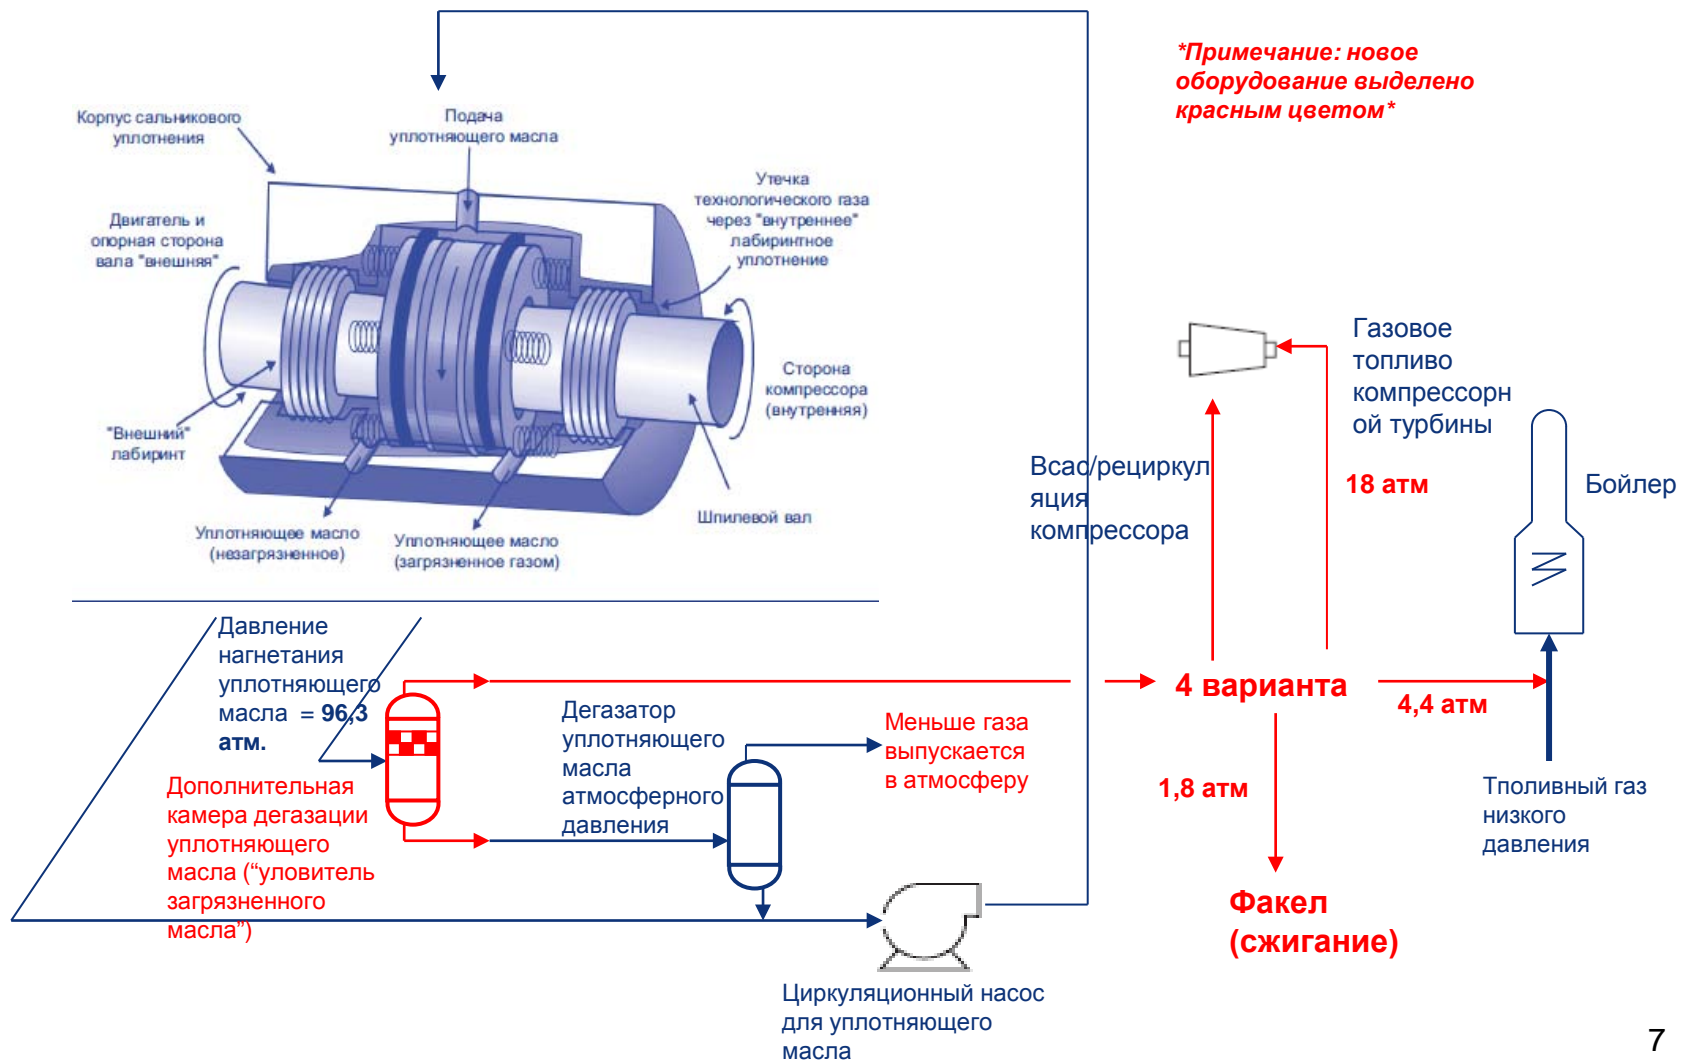 *Примечание: новое
оборудование выделено
красным цветом*
Корпус сальникового
уплотнения
Подача
уплотняющего масла
Утечка
технологического газа
через "внутреннее"
лабиринтное
уплотнение
Двигатель и
опорная сторона
вала "внешняя"
Сторона
компрессора
(внутренняя)
"Внешний"
лабиринт
Шпилевой вал
Уплотняющее масло
(незагрязненное)
Уплотняющее масло
(загрязненное газом)
Газовое
топливо
компрессорн
ой турбины
Всас/рециркул
яция
компрессора
18 атм
Бойлер
Давление
нагнетания
уплотняющего
масла = 96,3
атм.
Дополнительная
камера дегазации
уплотняющего
масла (“уловитель
загрязненного
масла”)
Дегазатор
уплотняющего
масла
атмосферного
давления
Меньше газа
выпускается
в атмосферу
4 варианта
4,4 атм
1,8 атм
Тполивный газ
низкого
давления
Факел
(сжигание)
Циркуляционный насос
для уплотняющего
масла
7